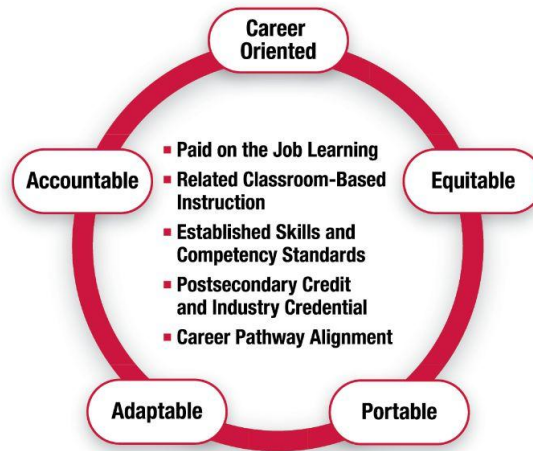 Career
Oriented
Accountable
Equitable
▪ Paid on the Job Learning
▪ Related Classroom-Based
Instruction
▪ Established Skills and
Competency Standards
▪ Postsecondary Credit
and Industry Credential
▪ Career Pathway Alignment
Adaptable
Portable